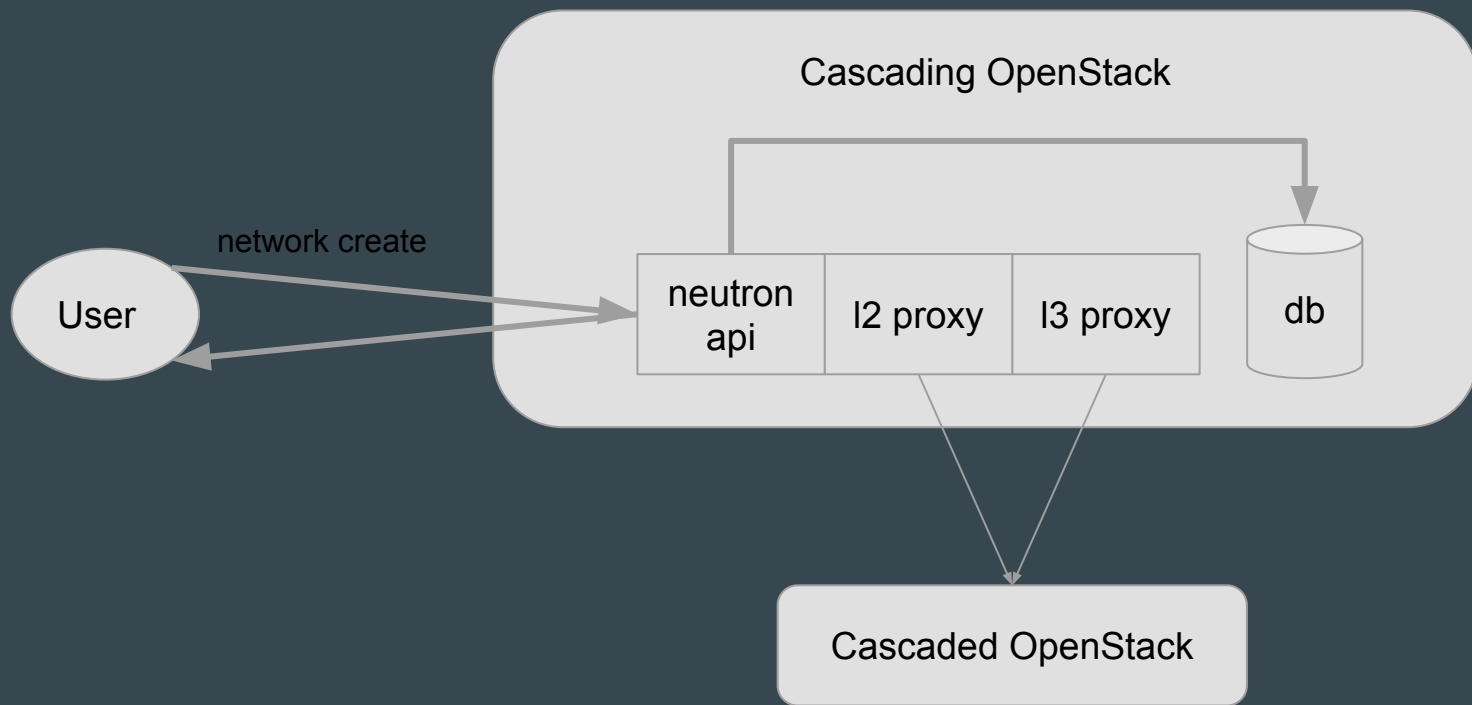 Cascading OpenStack
network create
User
neutron
api
l2 proxy
l3 proxy
db
Cascaded OpenStack